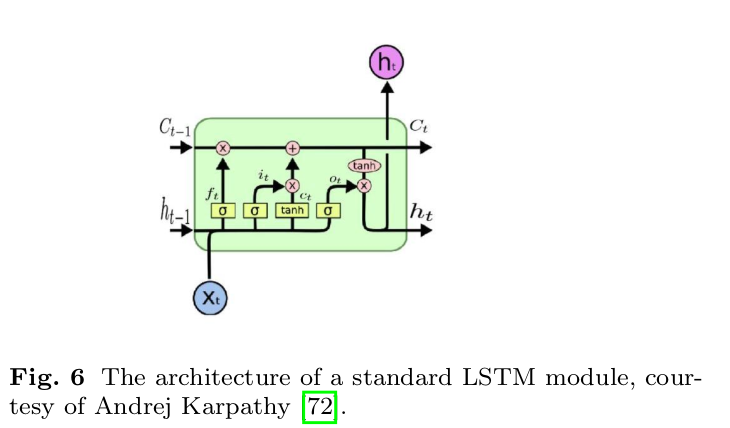 hₜ
Cₜ₋₁
Cₜ
x
+
tanh
iₜ
oₜ
x
x
fₜ
cₜ
hₜ₋₁
σ
σ
tanh
σ
hₜ
Xₜ
Fig. 6 The architecture of a standard LSTM module, cour-
tesy of Andrej Karpathy [72].